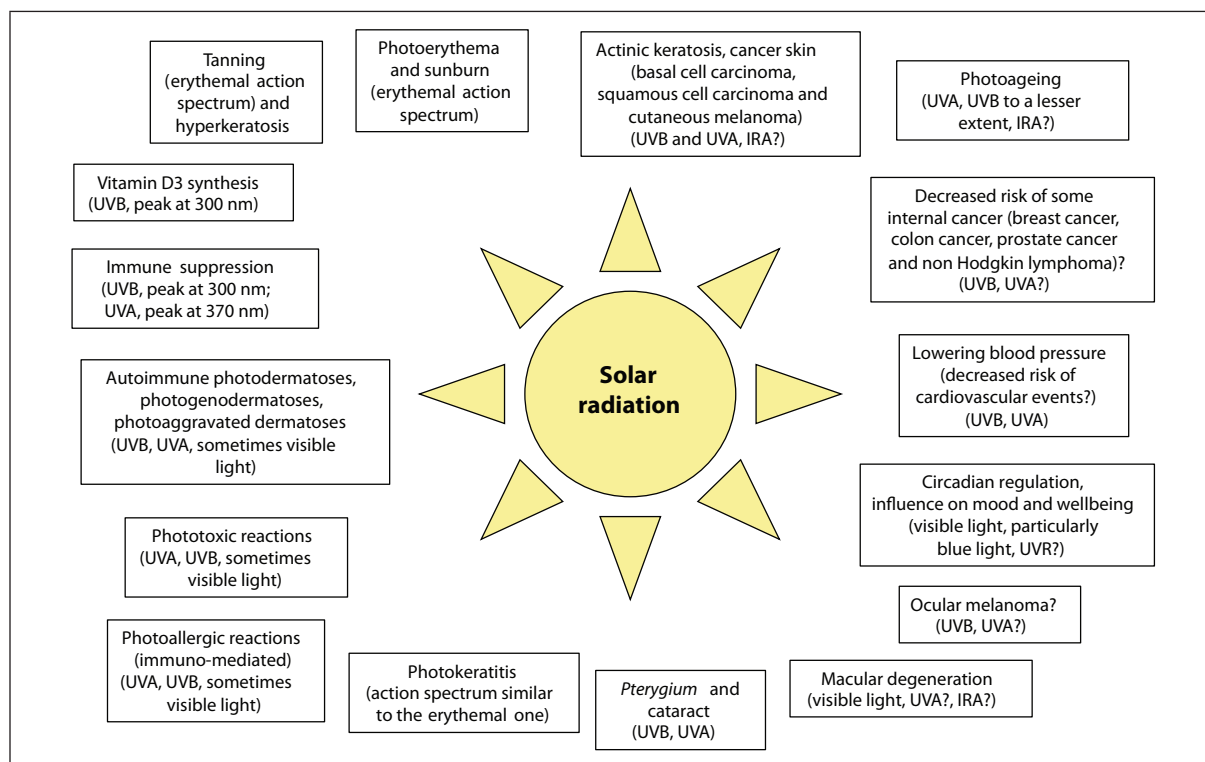 Tanning
(erythemal action
spectrum) and
hyperkeratosis
Photoerythema
and sunburn
(erythemal action
spectrum)
Actinic keratosis, cancer skin
(basal cell carcinoma,
squamous cell carcinoma and
cutaneous melanoma)
(UVB and UVA, IRA?)
Photoageing
(UVA, UVB to a lesser
extent, IRA?)
Vitamin D3 synthesis
(UVB, peak at 300 nm)
Decreased risk of some
internal cancer (breast cancer,
colon cancer, prostate cancer
and non Hodgkin lymphoma)?
(UVB, UVA?)
Immune suppression
(UVB, peak at 300 nm;
UVA, peak at 370 nm)
Lowering blood pressure
(decreased risk of
cardiovascular events?)
(UVB, UVA)
Autoimmune photodermatoses,
photogenodermatoses,
photoaggravated dermatoses
(UVB, UVA, sometimes visible
light)
Solar
radiation
Circadian regulation,
influence on mood and wellbeing
(visible light, particularly
blue light, UVR?)
Phototoxic reactions
(UVA, UVB, sometimes
visible light)
Ocular melanoma?
(UVB, UVA?)
Photoallergic reactions
(immuno-mediated)
(UVA, UVB, sometimes
visible light)
Photokeratitis
(action spectrum similar
to the erythemal one)
Pterygium and
cataract
(UVB, UVA)
Macular degeneration
(visible light, UVA?, IRA?)